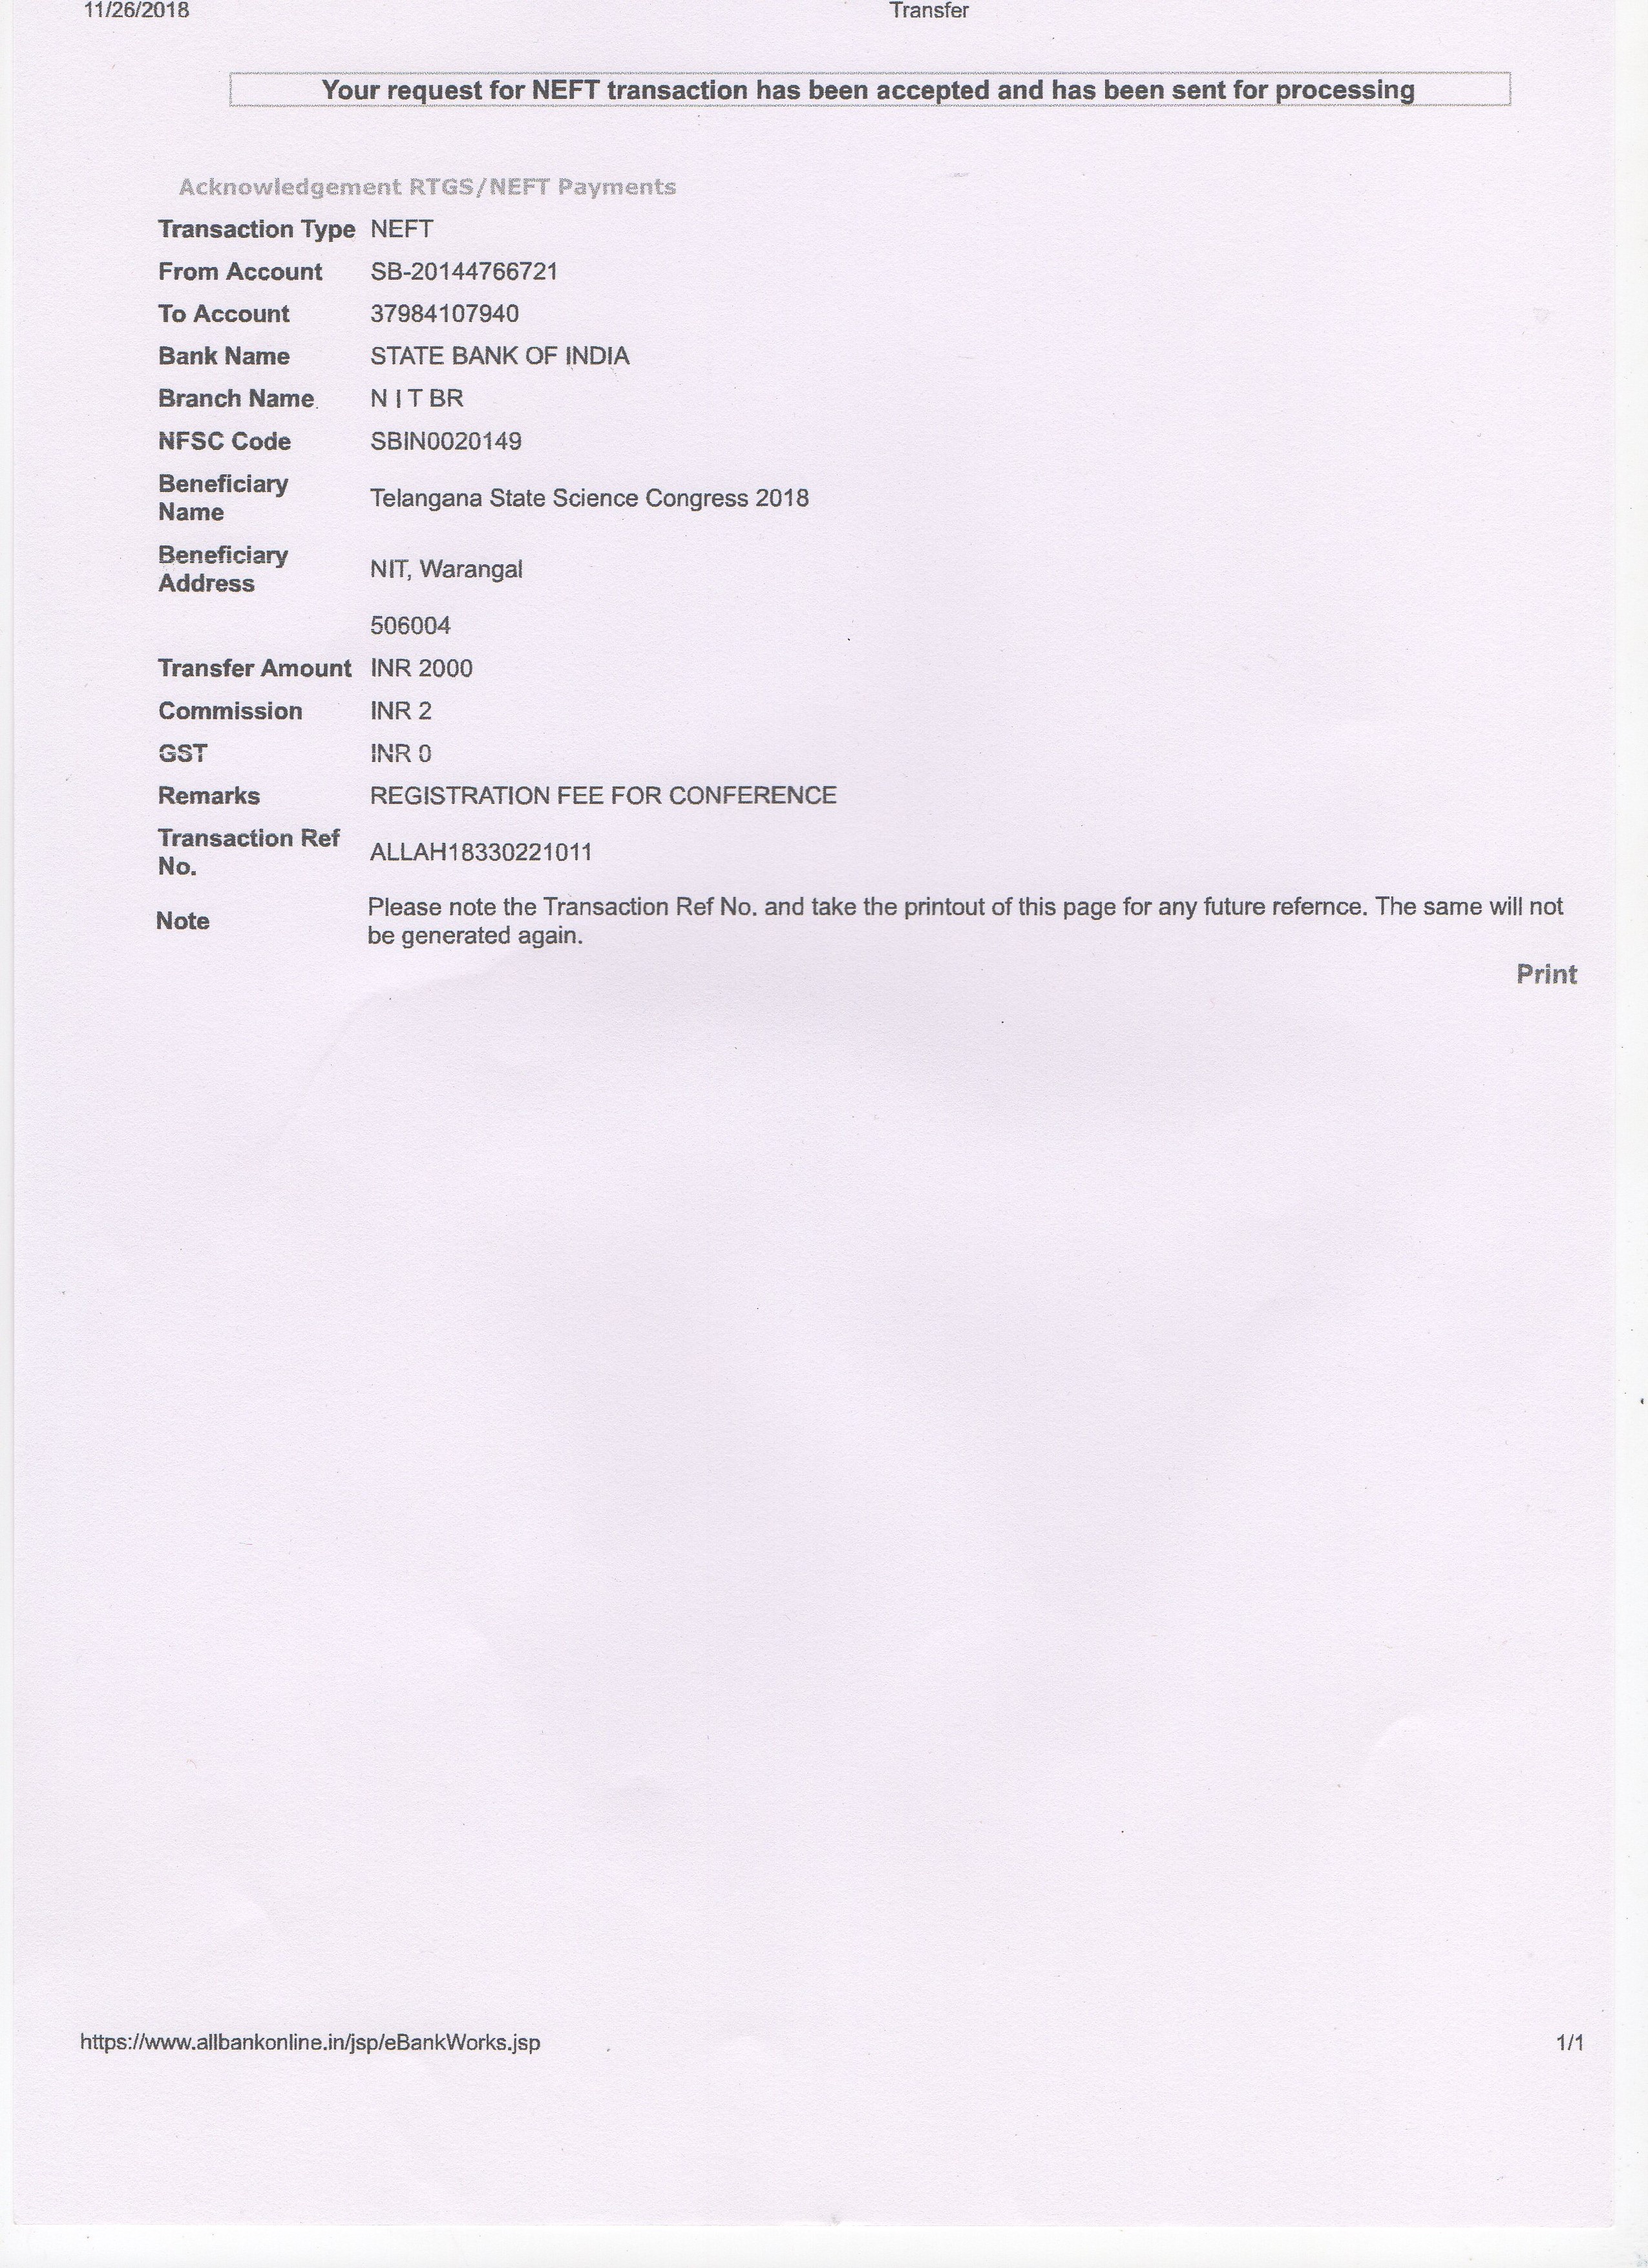 11/26/2018 Transfer
Your request for NEFT transaction has been accepted and has been sent for processing
Acknowledgement RTGS/NEFT Payments
Transaction Type NEFT
From Account SB-20144766721
To Account 37984107940
Bank Name STATE BANK OF INDIA
Branch Name N I T BR
NFSC Code SBIN0020149
Beneficiary
Name Telangana State Science Congress 2018
Beneficiary
Address NIT, Warangal
506004
Transfer Amount INR 2000
Commission INR 2
GST INR 0
Remarks REGISTRATION FEE FOR CONFERENCE
Transaction Ref
No. ALLAH18330221011
Note Please note the Transaction Ref No. and take the printout of this page for any future refernce. The same will not
be generated again.
Print
https://www.allbankonline.in/jsp/eBankWorks.jsp 1/1